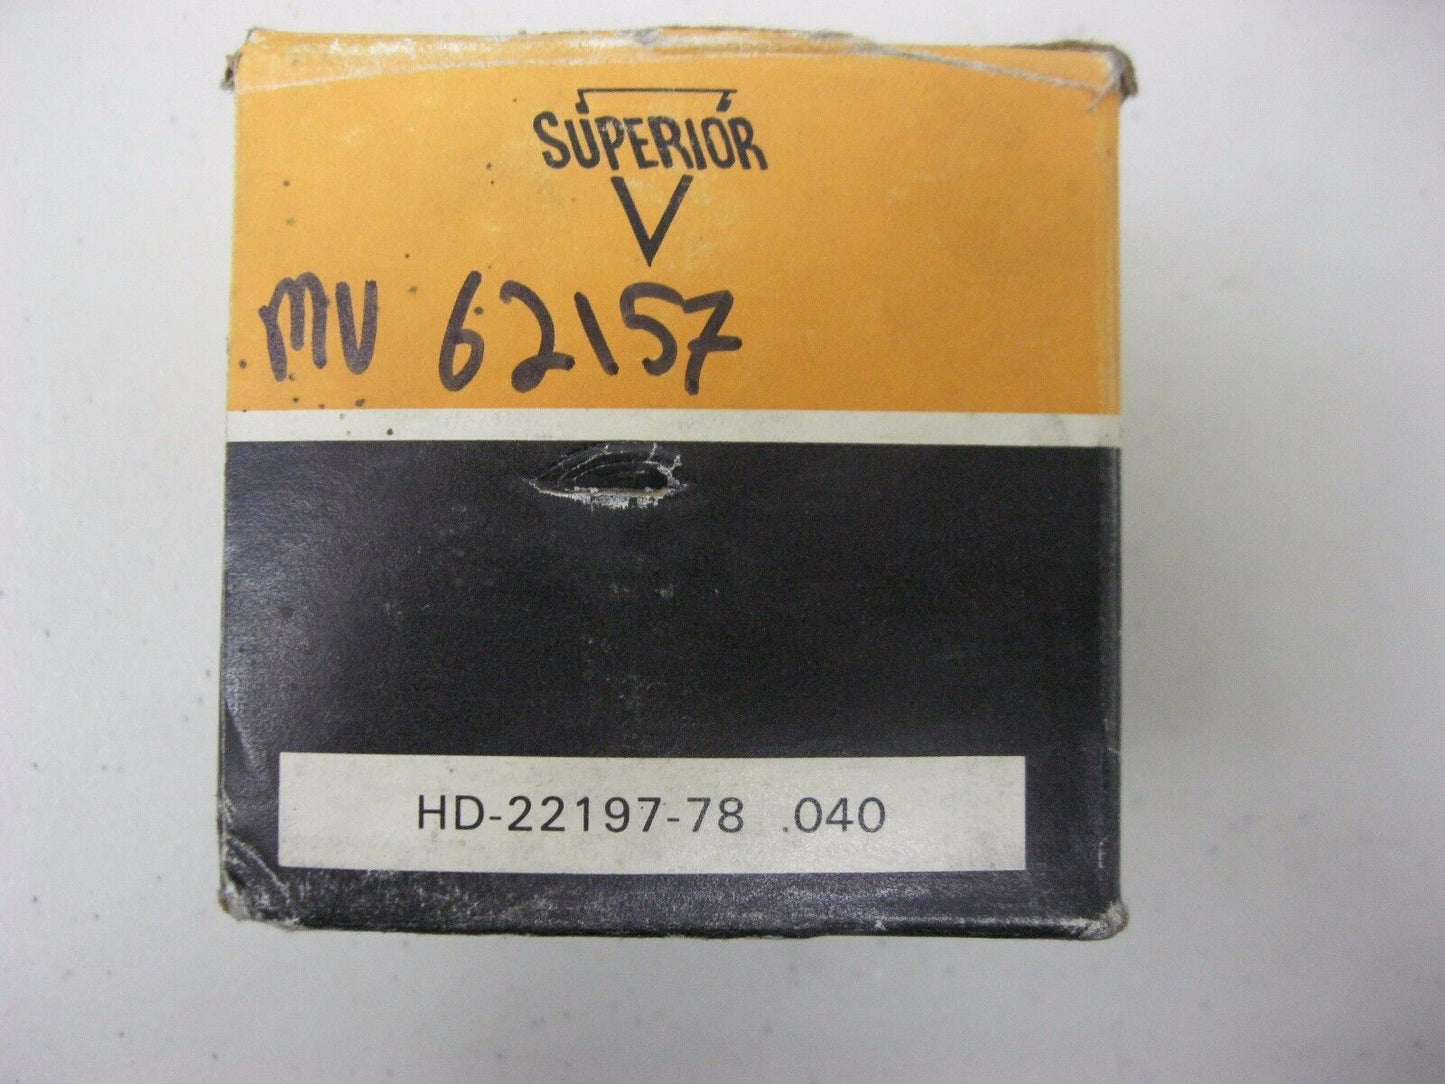 SUPERIOR
MV 62157
HD-22197-78 .040